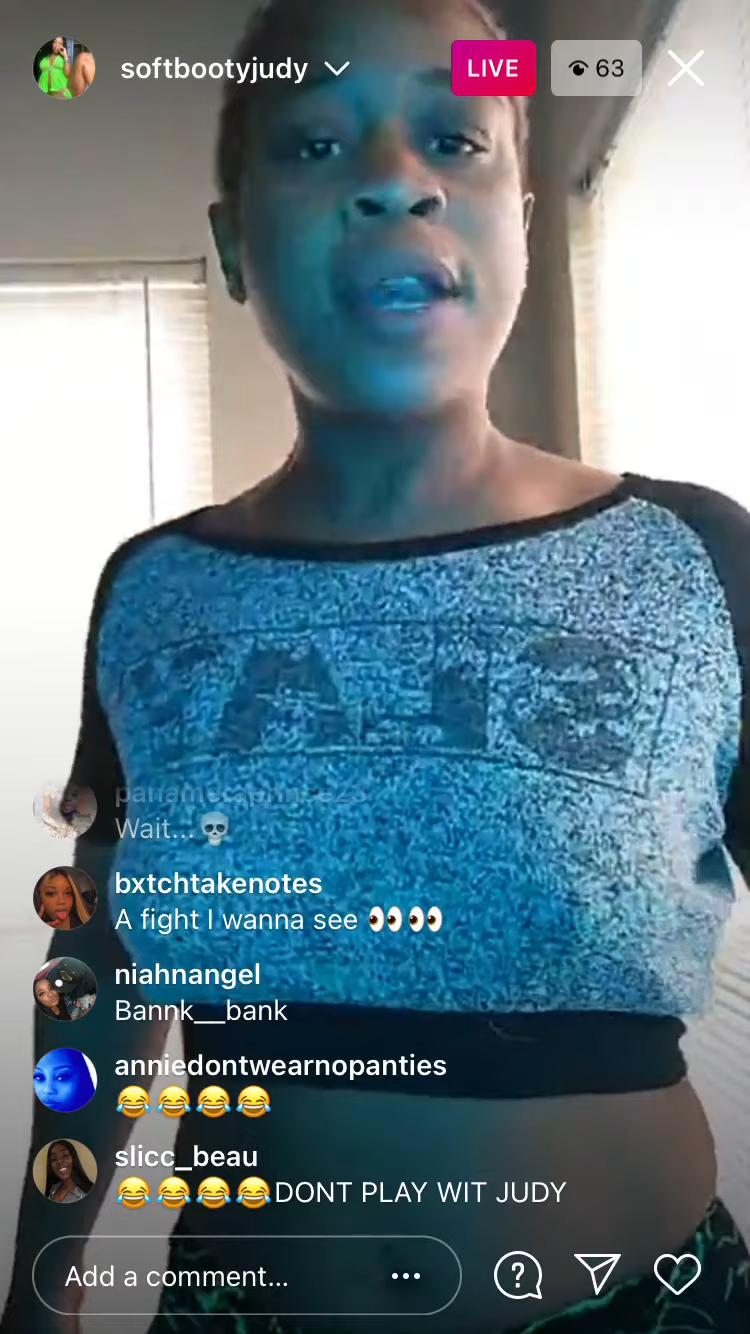 softbootyjudy
LIVE
63
Wait...💀
bxtchtakenotes
A fight I wanna see 👀👀
niahnangel
Bannk__bank
anniedontwearnopanties
😂😂😂😂
slicc_beau
😂😂😂😂DONT PLAY WIT JUDY
Add a comment...